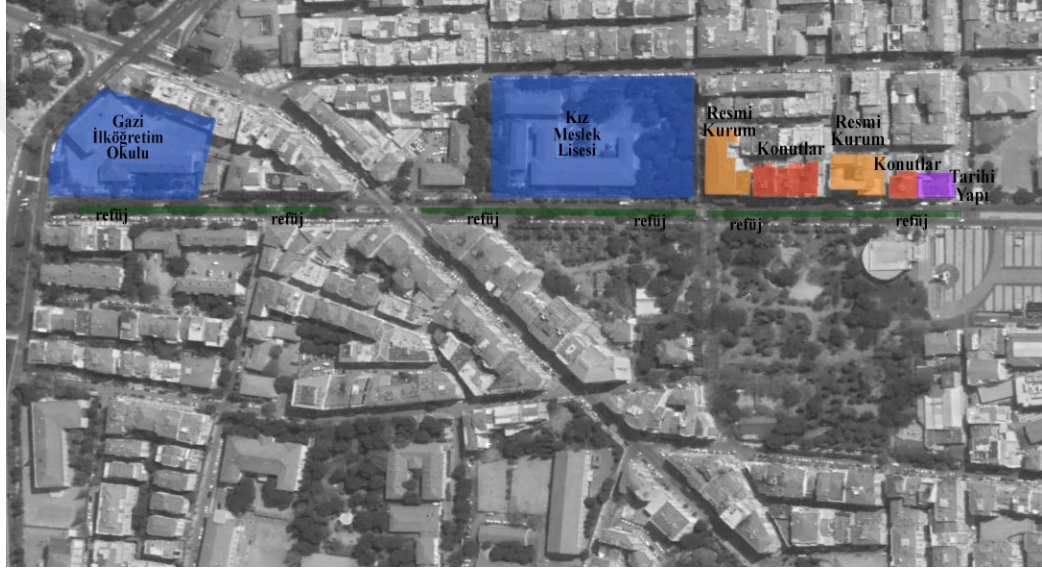 Gazi
İlköğretim
Okulu
Kız
Meslek
Lisesi
Resmi
Kurum
Konutlar
Resmi
Kurum
Konutlar
Tarihi
Yapı
refüj
refüj
refüj
refüj
refüj
refüj